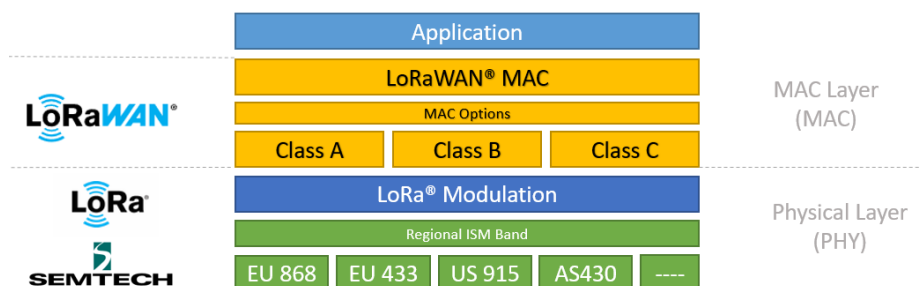 Application
LoRaWAN® MAC
MAC Options
Class A Class B Class C
LoRaWAN®
MAC Layer
(MAC)
LoRa® Modulation
Regional ISM Band
EU 868 EU 433 US 915 AS430 ----
LoRa®
SEMTECH
Physical Layer
(PHY)